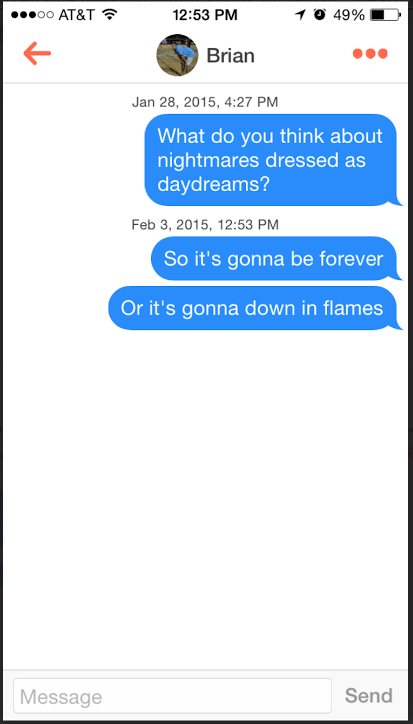 AT&T 12:53 PM 49%
Brian
Jan 28, 2015, 4:27 PM
What do you think about
nightmares dressed as
daydreams?
Feb 3, 2015, 12:53 PM
So it's gonna be forever
Or it's gonna down in flames
Message Send